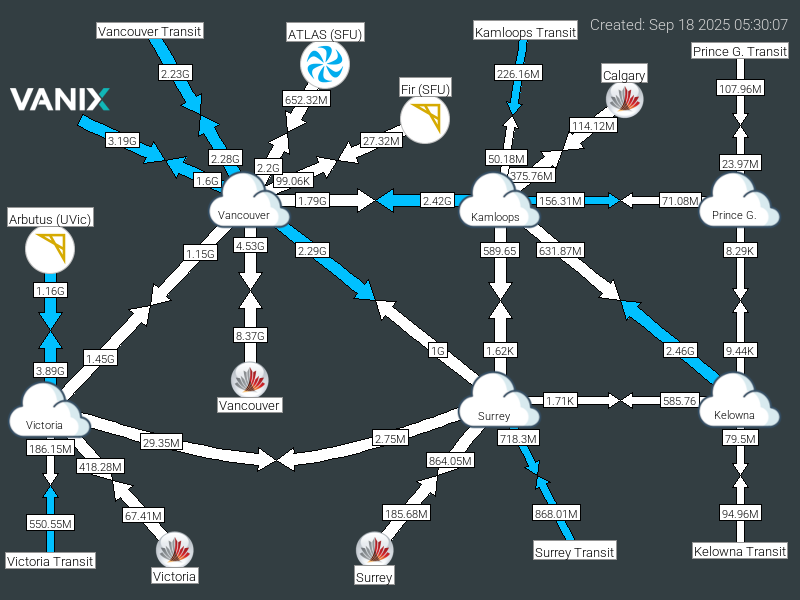 Created: Sep 18 2025 05:30:07
Vancouver Transit
ATLAS (SFU)
Kamloops Transit
Prince G. Transit
2.23G
226.16M
Calgary
107.96M
VANIX
652.32M
Fir (SFU)
114.12M
3.19G
27.32M
2.28G
50.18M
23.97M
2.2G
1.6G
99.06K
375.76M
1.79G
2.42G
156.31M
71.08M
Arbutus (UVic)
Vancouver
Kamloops
Prince G.
1.15G
4.53G
2.29G
589.65
631.87M
8.29K
1.16G
8.37G
1.45G
1G
1.62K
2.46G
9.44K
3.89G
Vancouver
1.71K
585.76
Victoria
Surrey
Kelowna
186.15M
29.35M
2.75M
718.3M
79.5M
418.28M
864.05M
550.55M
67.41M
185.68M
868.01M
94.96M
Victoria Transit
Victoria
Surrey
Surrey Transit
Kelowna Transit